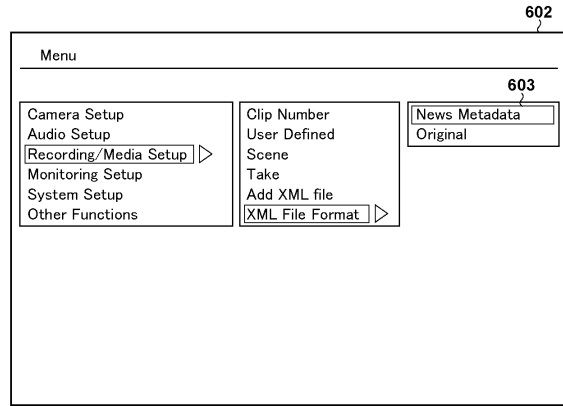 602
Menu
603
Camera Setup
Audio Setup
Recording/Media Setup
Monitoring Setup
System Setup
Other Functions
Clip Number
User Defined
Scene
Take
Add XML file
XML File Format
News Metadata
Original